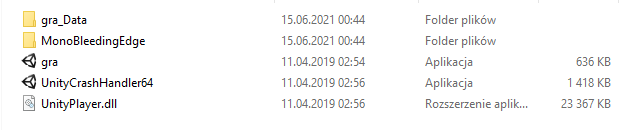 gra_Data 15.06.2021 00:44 Folder plików
MonoBleedingEdge 15.06.2021 00:44 Folder plików
gra 11.04.2019 02:54 Aplikacja 636 KB
UnityCrashHandler64 11.04.2019 02:56 Aplikacja 1 418 KB
UnityPlayer.dll 11.04.2019 02:56 Rozszerzenie aplik... 23 367 KB